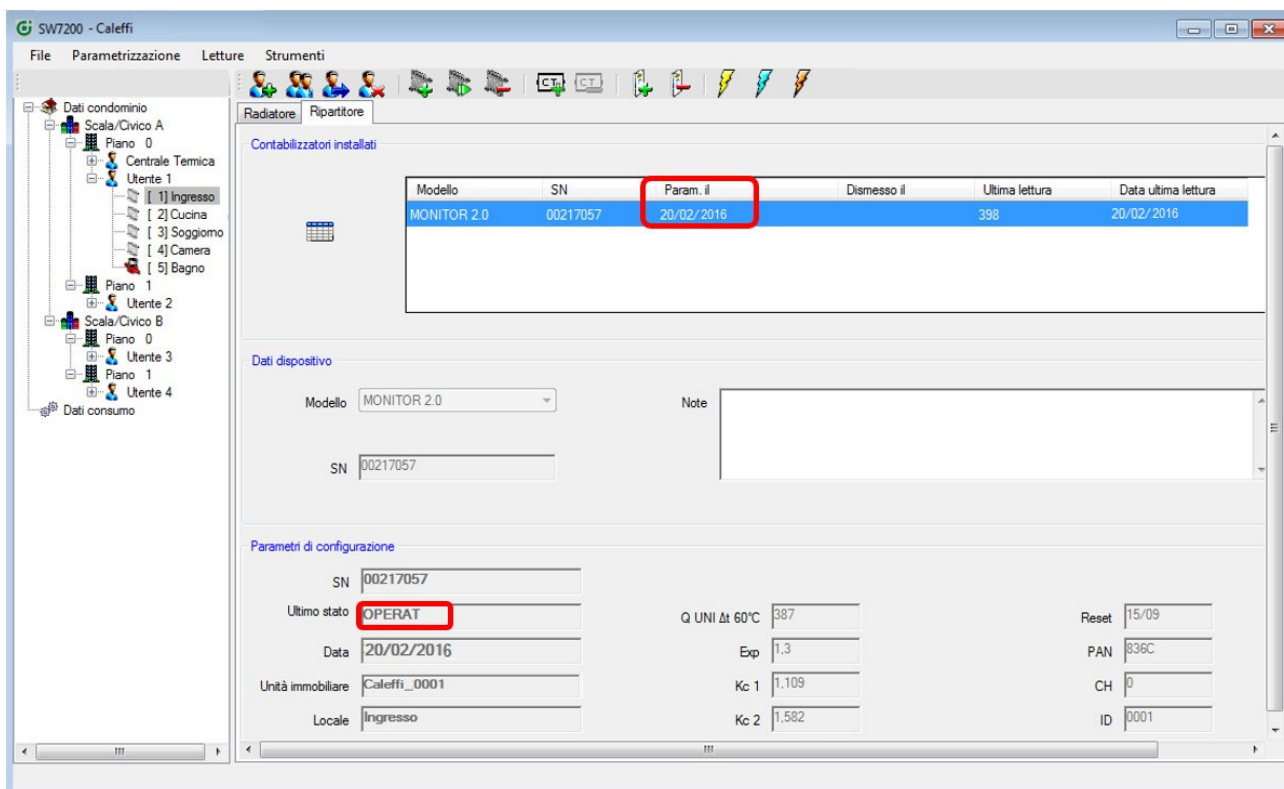 SW7200 - Caleffi
File Parametrizzazione Letture Strumenti
CTn CT
Dati condominio
Scala/Civico A
Piano 0
Centrale Termica
Utente 1
[ 1] Ingresso
[ 2] Cucina
[ 3] Soggiorno
[ 4] Camera
[ 5] Bagno
Piano 1
Utente 2
Scala/Civico B
Piano 0
Utente 3
Piano 1
Utente 4
Dati consumo
Radiatore Ripartitore
Contabilizzatori installati
Modello SN Param. il Dismesso il Ultima lettura Data ultima lettura
MONITOR 2.0 00217057 20/02/2016 398 20/02/2016
Dati dispositivo
Modello MONITOR 2.0 Note
SN 00217057
Parametri di configurazione
SN 00217057
Ultimo stato OPERAT Q UNI Δt 60°C 387 Reset 15/09
Data 20/02/2016 Exp 1,3 PAN 836C
Unità immobiliare Caleffi_0001 Kc 1 1,109 CH 0
Locale Ingresso Kc 2 1,582 ID 0001